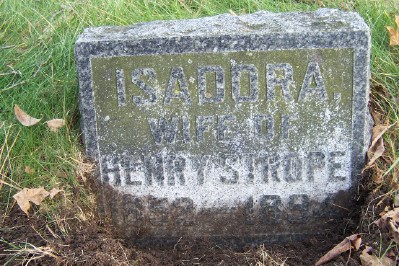 ISADORA,
WIFE OF
HENRY STROPE